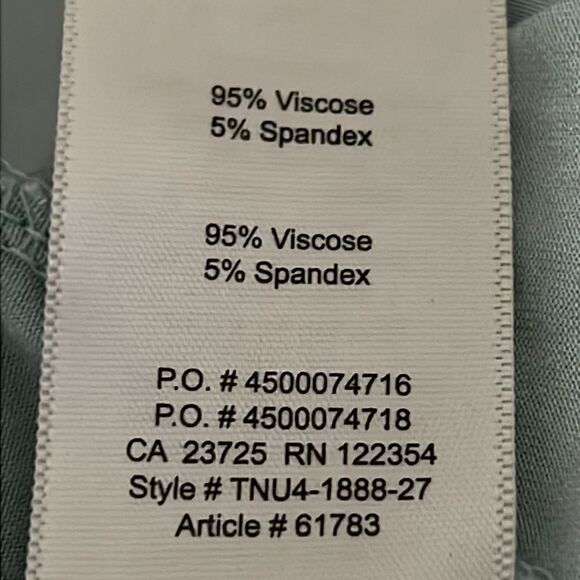 95% Viscose
5% Spandex
95% Viscose
5% Spandex
P.O. # 4500074716
P.O. # 4500074718
CA 23725 RN 122354
Style # TNU4-1888-27
Article # 61783